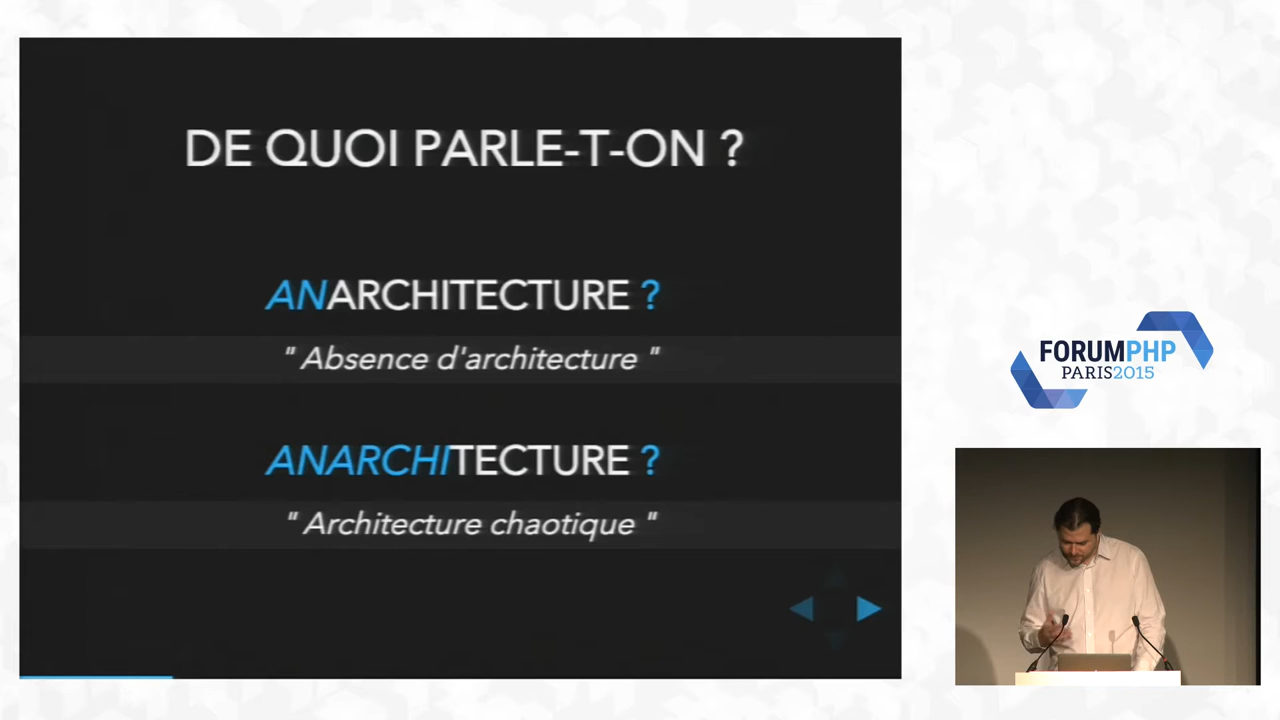 DE QUOI PARLE-T-ON ?
ANARCHITECTURE ?
" Absence d'architecture "
ANARCHITECTURE ?
" Architecture chaotique "
FORUMPHP
PARIS2015